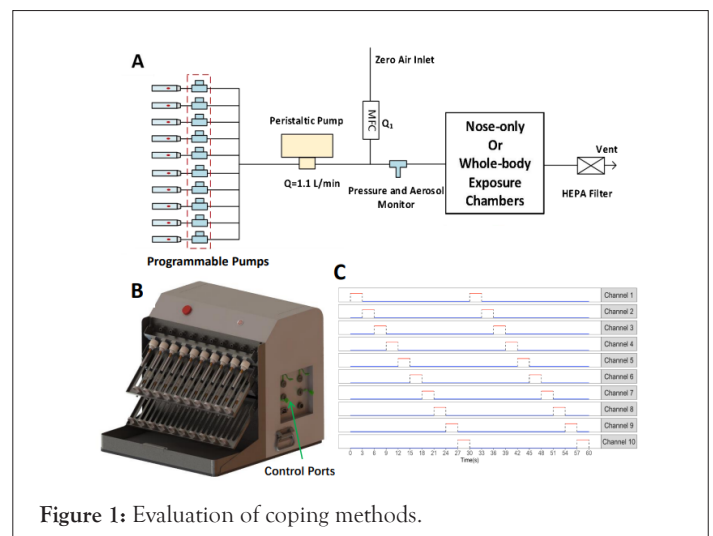 A
Zero Air Inlet
Peristaltic Pump
MFC
Q1
Q=1.1 L/min
Pressure and Aerosol
Monitor
Nose-only
Or
Whole-body
Exposure
Chambers
Vent
HEPA Filter
Programmable Pumps
B
Control Ports
C
Channel 1
Channel 2
Channel 3
Channel 4
Channel 5
Channel 6
Channel 7
Channel 8
Channel 9
Channel 10
0 3 6 9 12 15 18 21 24 27 30 33 36 39 42 45 48 51 54 57 60
Time(s)
Figure 1: Evaluation of coping methods.